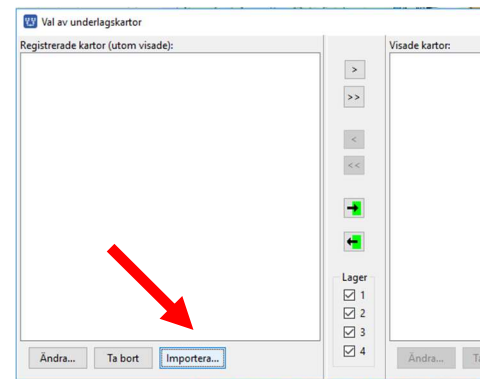 Val av underlagskartor
Registrerade kartor (utom visade):
Visade kartor:
>
>>
<
<<
Lager
1
2
3
4
Ändra...
Ta bort
Importera...
Ändra...